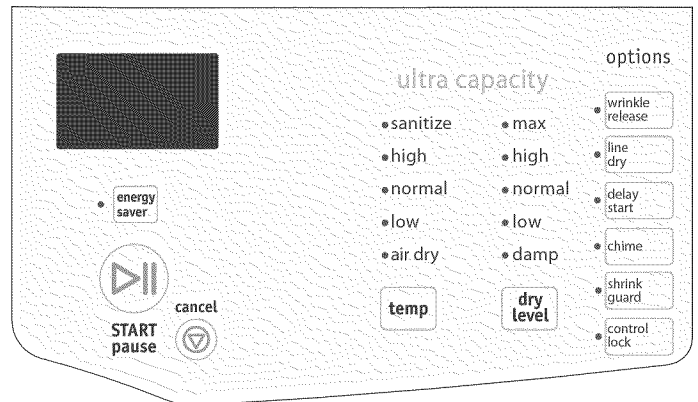 options
ultra capacity
wrinkle
release
sanitize
max
line
dry
high
high
normal
normal
delay
start
energy
saver
low
low
chime
air dry
damp
shrink
guard
temp
dry
level
cancel
START
pause
control
lock